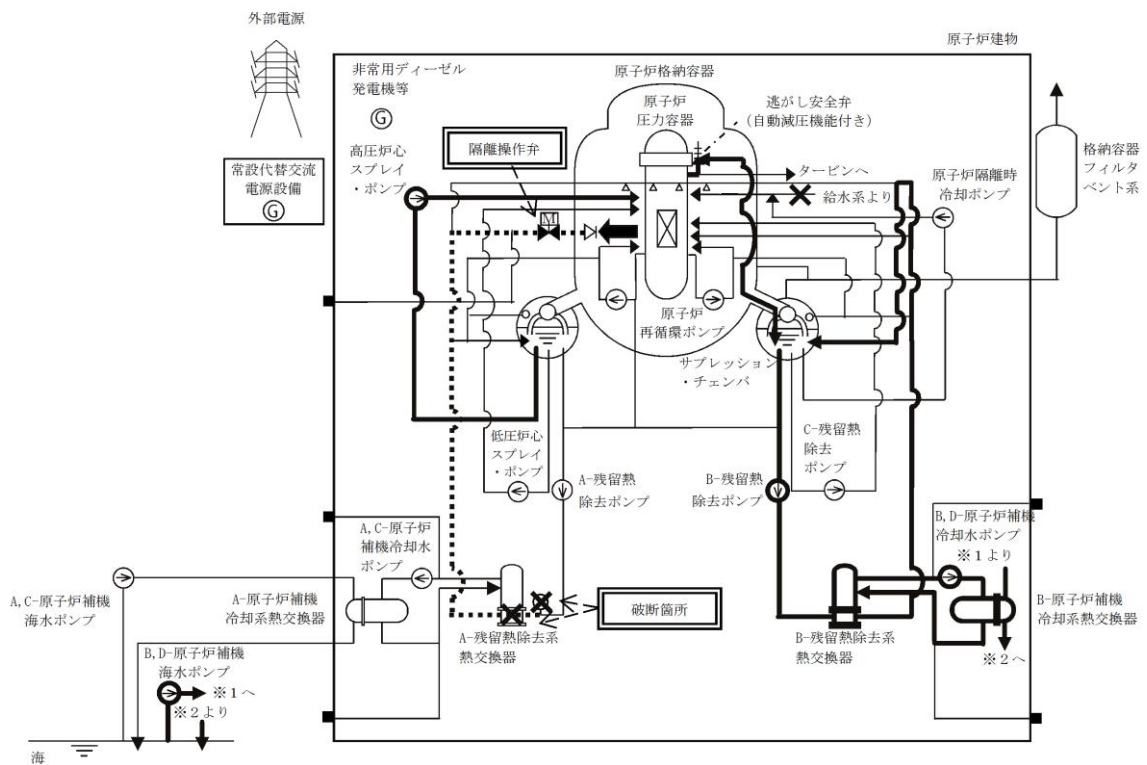 外部電源
原子炉建物
非常用ディーゼル
発電機等
G
原子炉格納容器
原子炉
圧力容器
逃がし安全弁
(自動減圧機能付き)
隔離操作弁
高圧炉心
スプレイ
・ポンプ
常設代替交流
電源設備
G
M
タービンへ
給水系より
原子炉隔離時
冷却ポンプ
格納容器
フィルタ
ベント系
原子炉
再循環ポンプ
サプレッション
・チェンバ
低圧炉心
スプレイ
・ポンプ
A-残留熱
除去ポンプ
B-残留熱
除去ポンプ
C-残留熱
除去
ポンプ
A,C-原子炉
補機冷却水
ポンプ
B,D-原子炉補機
冷却水ポンプ
※1より
A,C-原子炉補機
海水ポンプ
A-原子炉補機
冷却系熱交換器
破断箇所
A-残留熱除去系
熱交換器
B-残留熱除去系
熱交換器
B-原子炉補機
冷却系熱交換器
※2へ
B,D-原子炉補機
海水ポンプ
※1へ
※2より
海